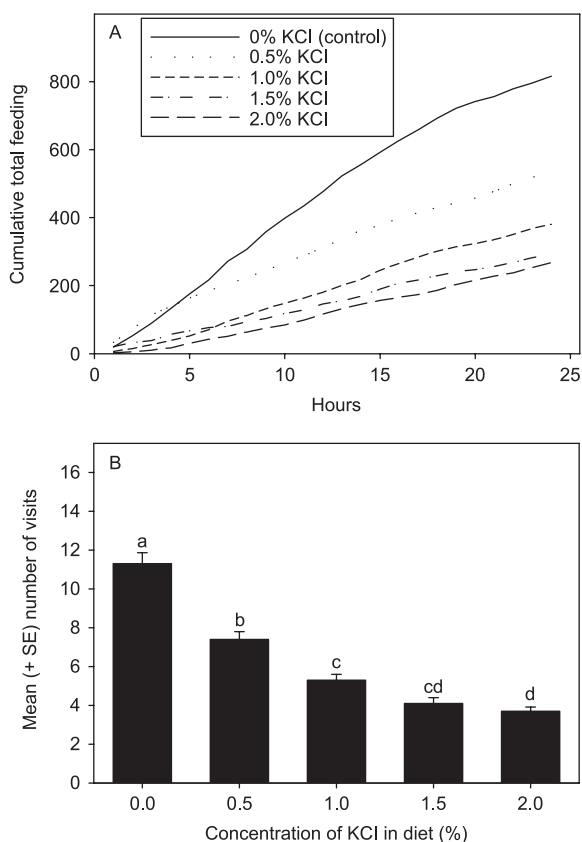 A
0% KCl (control)
0.5% KCl
1.0% KCl
1.5% KCl
2.0% KCl
800
600
400
200
0
Cumulative total feeding
0 5 10 15 20 25
Hours
B
16
14
12
10
8
6
4
2
0
Mean (+ SE) number of visits
a
b
c
cd
d
0.0 0.5 1.0 1.5 2.0
Concentration of KCl in diet (%)